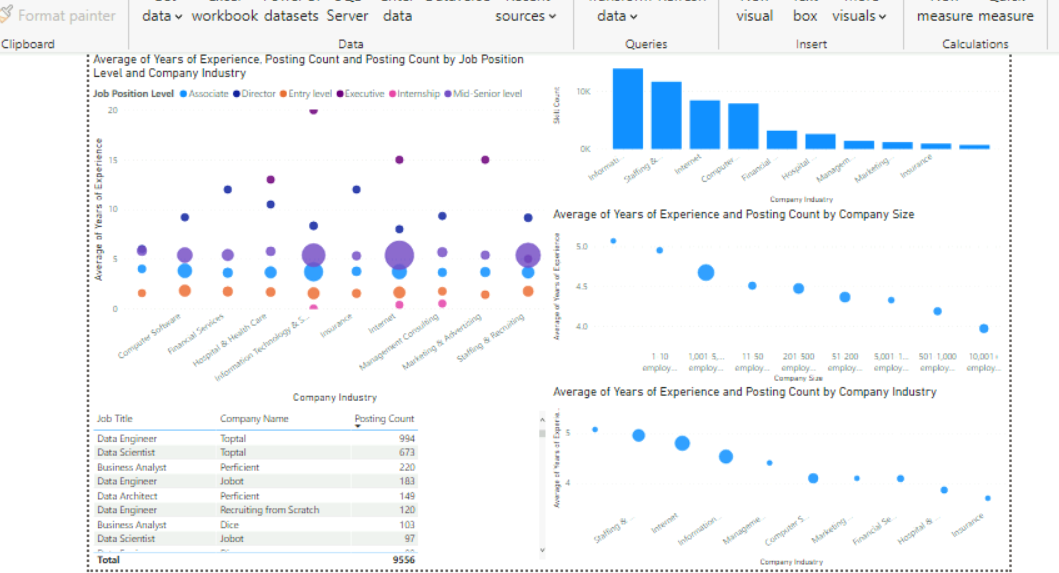 Format painter
data workbook datasets Server data
sources
data
visual box visuals
measure measure
Clipboard
Data
Queries
Insert
Calculations
Average of Years of Experience, Posting Count and Posting Count by Job Position
Level and Company Industry
Job Position Level Associate Director Entry level Executive Internship Mid-Senior level
Average of Years of Experience
20
15
10
5
0
Computer Software
Financial Services
Hospital & Health Care
Information Technology & S...
Insurance
Internet
Management Consulting
Marketing & Advertising
Staffing & Recruiting
Company Industry
Job Title Company Name Posting Count
Data Engineer Toptal 994
Data Scientist Toptal 673
Business Analyst Perficient 220
Data Engineer Jobot 183
Data Architect Perficient 149
Data Engineer Recruiting from Scratch 120
Business Analyst Dice 103
Data Scientist Jobot 97
Total 9556
Skill Count
10K
0K
Informati...
Staffing &...
Internet
Computer...
Financial ...
Hospital ...
Managem...
Marketing...
Insurance
Company Industry
Average of Years of Experience and Posting Count by Company Size
Average of Years of Experience
5.0
4.5
4.0
1 10 employ...
1,001 5,... employ...
11 50 employ...
201 500 employ...
51 200 employ...
5,001 1... employ...
501 1,000 employ...
10,001+ employ...
Company Size
Average of Years of Experience and Posting Count by Company Industry
Average of Years of Experie...
5
4
Staffing &...
Internet
Information...
Manageme...
Computer S...
Marketing...
Financial Se...
Hospital &...
Insurance
Company Industry